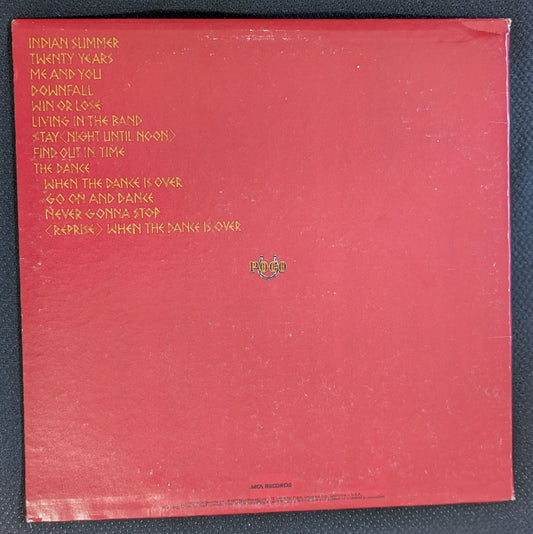 INDIAN SUMMER
TWENTY YEARS
ME AND YOU
DOWNFALL
WIN OR LOSE
LIVING IN THE BAND
STAY <NIGHT UNTIL NOON>
FIND OUT IN TIME
THE DANCE
WHEN THE DANCE IS OVER
GO ON AND DANCE
NEVER GONNA STOP
<REPRISE> WHEN THE DANCE IS OVER
POCO
MCA RECORDS